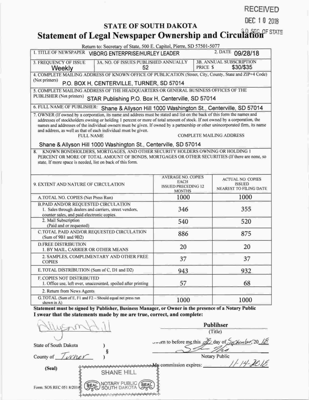 RECEIVED
DEC 10 2018
S.D. SEC. OF STATE
STATE OF SOUTH DAKOTA
Statement of Legal Newspaper Ownership and Circulation
Return to: Secretary of State, 500 E. Capitol, Pierre, SD 57501-5077
1. TITLE OF NEWSPAPER VIBORG ENTERPRISE/HURLEY LEADER 2. DATE 09/28/18
3. FREQUENCY OF ISSUE 3A. NO. OF ISSUES PUBLISHED ANNUALLY 3B. ANNUAL SUBSCRIPTION
Weekly 52 PRICE $ $30/$35
4. COMPLETE MAILING ADDRESS OF KNOWN OFFICE OF PUBLICATION (Street, City, County, State and ZIP+4 Code)
(Not printers) P.O. BOX H, CENTERVILLE, TURNER, SD 57014
5. COMPLETE MAILING ADDRESS OF THE HEADQUARTERS OR GENERAL BUSINESS OFFICES OF THE
PUBLISHER (Not printers) STAR Publishing P.O. Box H, Centerville, SD 57014
6. FULL NAME OF PUBLISHER: Shane & Allyson Hill 1000 Washington St., Centerville, SD 57014
7. OWNER (If owned by a corporation, its name and address must be stated and list on the back of this form the names and
addresses of stockholders owning or holding 1 percent or more of total amount of stock. If not owned by a corporation, the
names and addresses of the individual owners must be given. If owned by a partnership or other unincorporated firm, its name
and address, as well as that of each individual must be given.
FULL NAME COMPLETE MAILING ADDRESS
Shane & Allyson Hill 1000 Washington St., Centerville, SD 57014
8. KNOWN BONDHOLDERS, MORTGAGES, AND OTHER SECURITY HOLDERS OWNING OR HOLDING 1
PERCENT OR MORE OF TOTAL AMOUNT OF BONDS, MORTGAGES OR OTHER SECURITIES (If there are none, so
state. If more space is needed, list on back of this form.
9. EXTENT AND NATURE OF CIRCULATION
AVERAGE NO. COPIES
EACH
ISSUED PRECEDING 12
MONTHS
ACTUAL NO. COPIES
ISSUED
NEAREST TO FILING DATE
A. TOTAL NO. COPIES (Net Press Run) 1000 1000
B. PAID AND/OR REQUESTED CIRCULATION
1. Sales through dealers and carriers, street vendors,
counter sales, and paid electronic copies. 346 355
2. Mail Subscription
(Paid and or requested) 540 520
C. TOTAL PAID AND/OR REQUESTED CIRCULATION
(Sum of 9B1 and 9B2) 886 875
D. FREE DISTRIBUTION
1. BY MAIL, CARRIER OR OTHER MEANS 20 20
2. SAMPLES, COMPLIMENTARY AND OTHER FREE
COPIES 37 37
E. TOTAL DISTRIBUTION (Sum of C, D1 and D2) 943 932
F. COPIES NOT DISTRIBUTED
1. Office use, left over, unaccounted, spoiled after printing 57 68
2. Return from News Agents
G. TOTAL (Sum of E, F1 and F2 – Should equal net press run
shown in A) 1000 1000
Statement must be signed by Publisher, Business Manager, or Owner in the presence of a Notary Public
I swear that the statements made by me are true, correct, and complete:
Allyson Hill Publisher
(Title)
State of South Dakota )
§
County of Turner )
to before me this 30 day of September, 20 18
Notary Public
(Seal) My commission expires: 11-14-2018
SHANE HILL
SEAL NOTARY PUBLIC SEAL
SOUTH DAKOTA